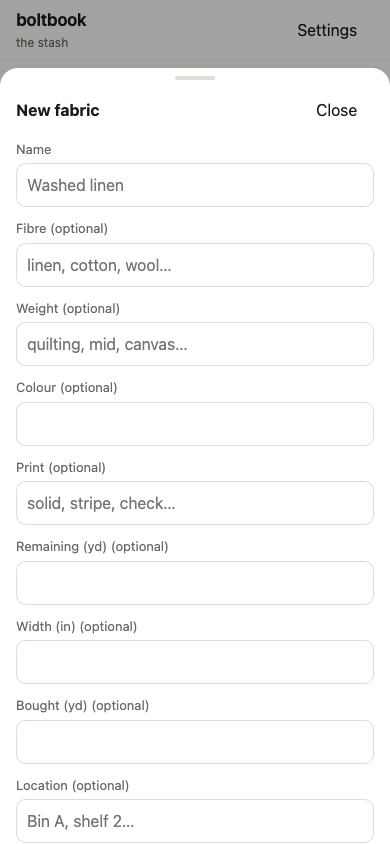 boltbook
the stash
Settings
New fabric
Close
Name
Washed linen
Fibre (optional)
linen, cotton, wool...
Weight (optional)
quilting, mid, canvas...
Colour (optional)
Print (optional)
solid, stripe, check...
Remaining (yd) (optional)
Width (in) (optional)
Bought (yd) (optional)
Location (optional)
Bin A, shelf 2...